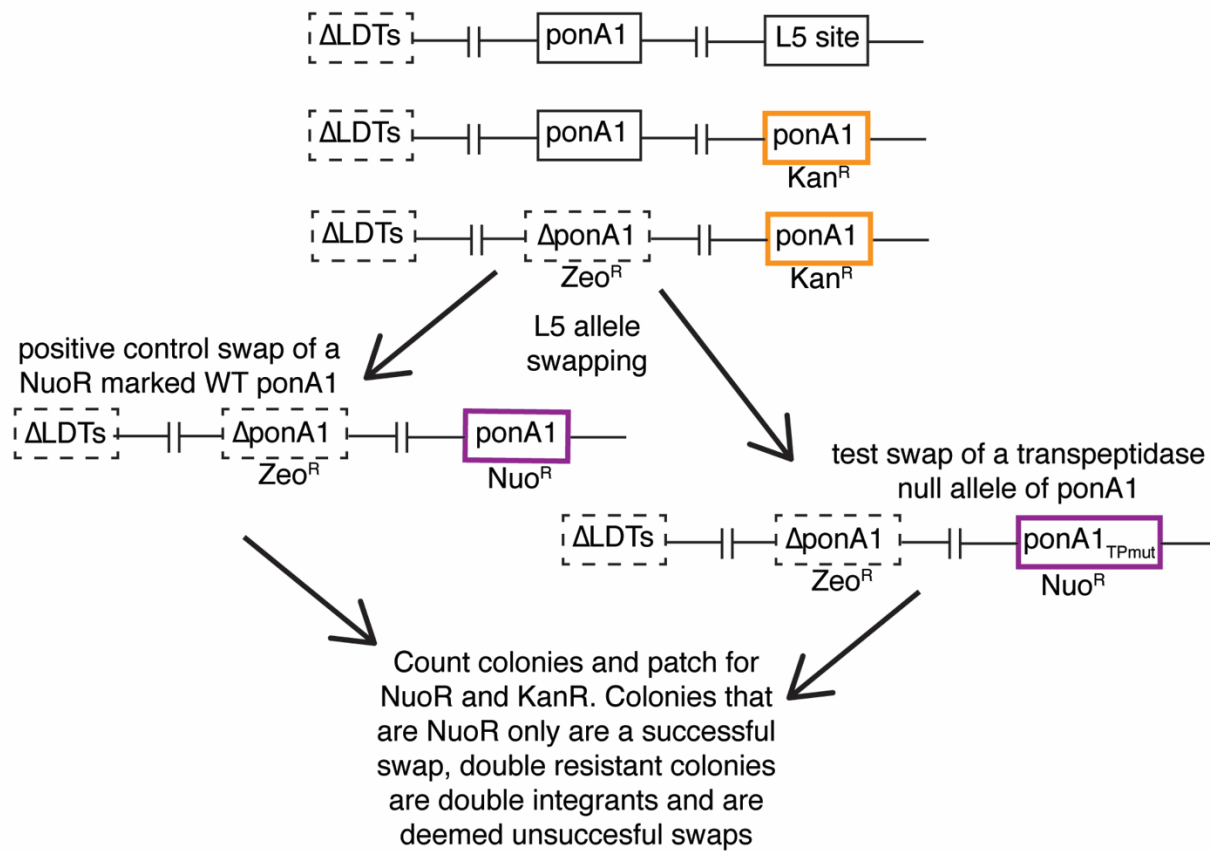 ΔLDTs ponA1 L5 site
ΔLDTs ponA1 ponA1
KanR
ΔLDTs ΔponA1 ponA1
ZeoR KanR
L5 allele
swapping
positive control swap of a
NuoR marked WT ponA1
ΔLDTs ΔponA1 ponA1
ZeoR NuoR
test swap of a transpeptidase
null allele of ponA1
ΔLDTs ΔponA1 ponA1TPmut
ZeoR NuoR
Count colonies and patch for
NuoR and KanR. Colonies that
are NuoR only are a successful
swap, double resistant colonies
are double integrants and are
deemed unsuccesful swaps